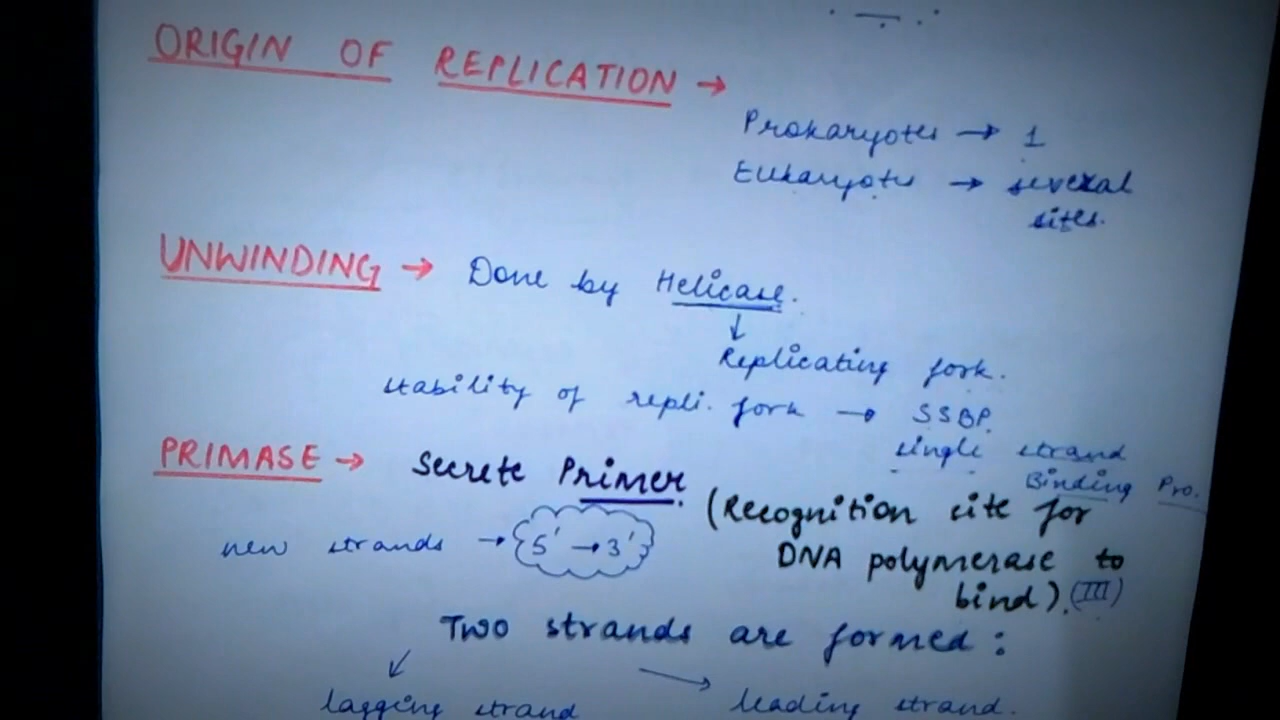 ORIGIN OF REPLICATION →
Prokaryotes → 1
Eukaryotes → several
sites.
UNWINDING → Done by Helicase.
↓
Replicating fork.
stability of repli. fork → SSBP.
single strand
Binding Pro.
PRIMASE → Secrete Primer.
(Recognition site for
DNA polymerase to
bind). (III)
new strands → 5' → 3'
Two strands are formed:
lagging strand leading strand.